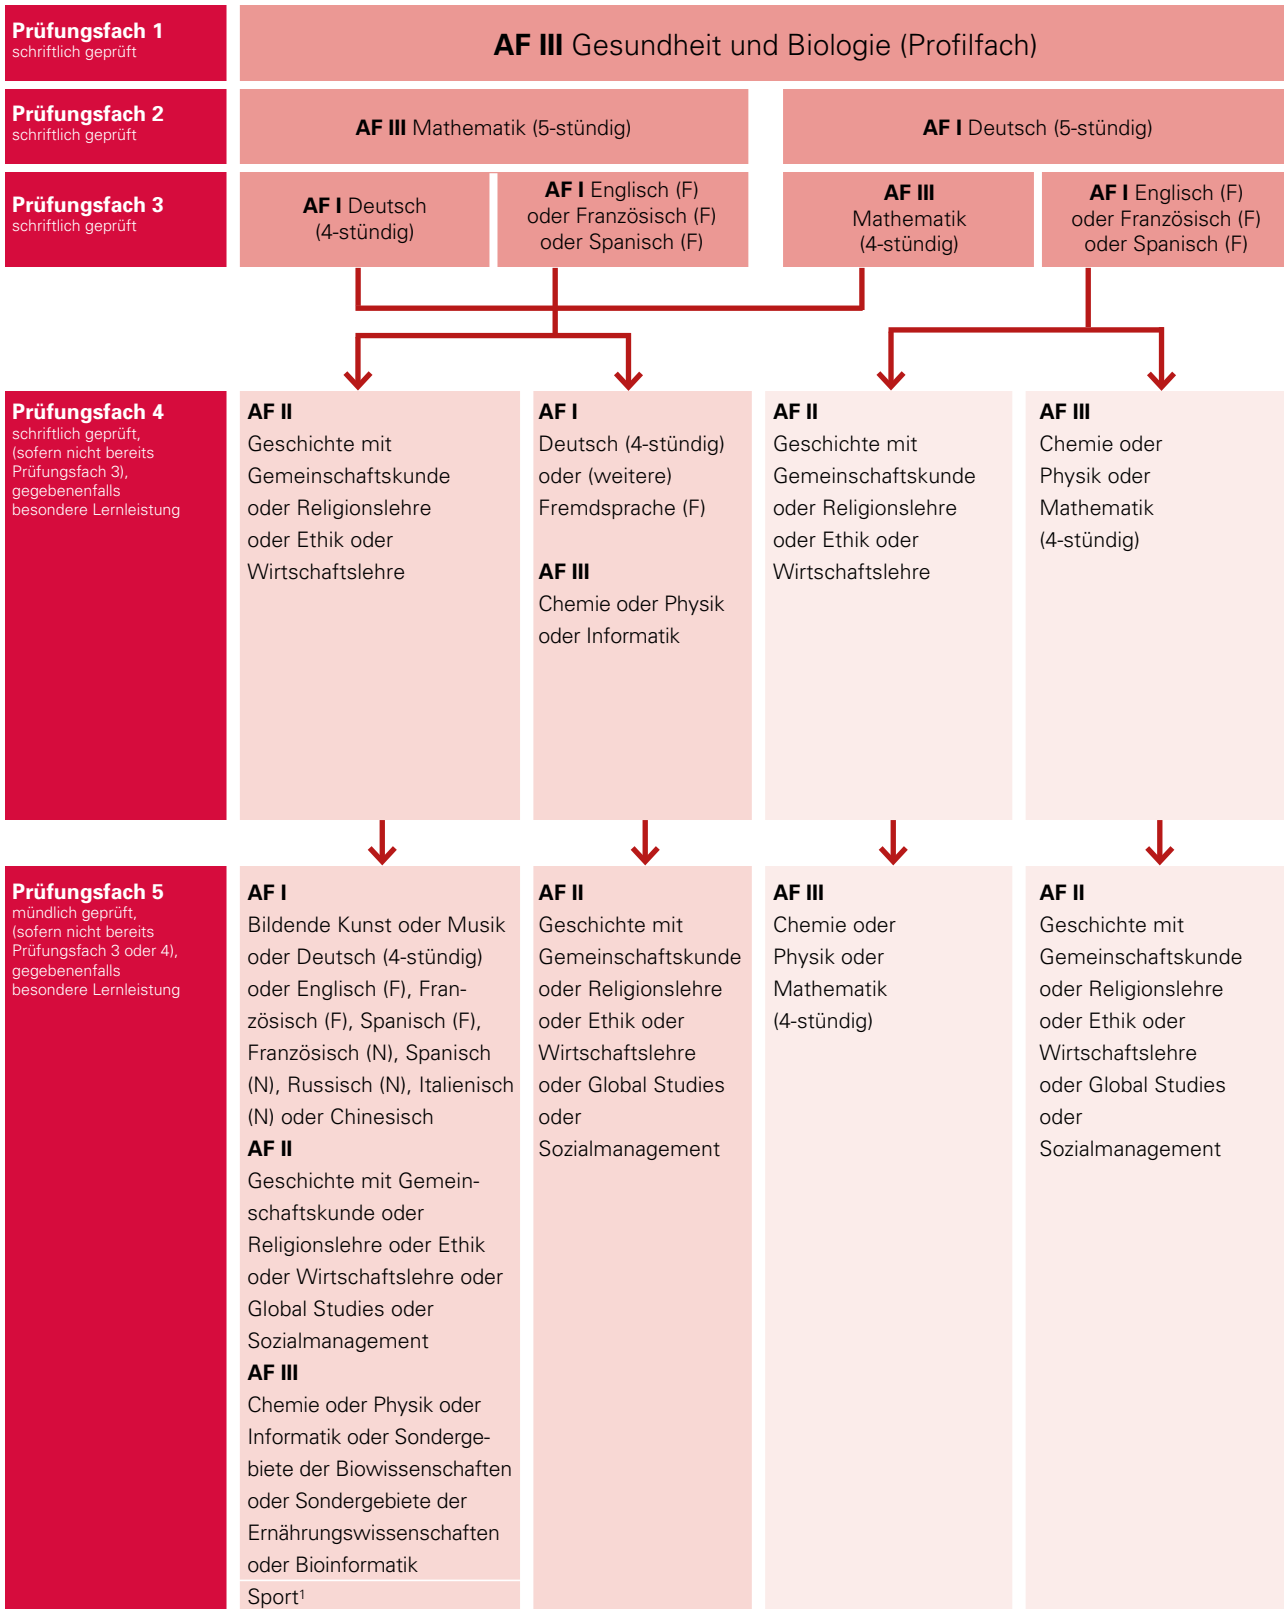 Prüfungsfach 1
schriftlich geprüft
AF III Gesundheit und Biologie (Profilfach)
Prüfungsfach 2
schriftlich geprüft
AF III Mathematik (5-stündig)
AF I Deutsch (5-stündig)
Prüfungsfach 3
schriftlich geprüft
AF I Deutsch
(4-stündig)
AF I Englisch (F)
oder Französisch (F)
oder Spanisch (F)
AF III
Mathematik
(4-stündig)
AF I Englisch (F)
oder Französisch (F)
oder Spanisch (F)
Prüfungsfach 4
schriftlich geprüft,
(sofern nicht bereits
Prüfungsfach 3),
gegebenenfalls
besondere Lernleistung
AF II
Geschichte mit
Gemeinschaftskunde
oder Religionslehre
oder Ethik oder
Wirtschaftslehre
AF I
Deutsch (4-stündig)
oder (weitere)
Fremdsprache (F)
AF III
Chemie oder Physik
oder Informatik
AF II
Geschichte mit
Gemeinschaftskunde
oder Religionslehre
oder Ethik oder
Wirtschaftslehre
AF III
Chemie oder
Physik oder
Mathematik
(4-stündig)
Prüfungsfach 5
mündlich geprüft,
(sofern nicht bereits
Prüfungsfach 3 oder 4),
gegebenenfalls
besondere Lernleistung
AF I
Bildende Kunst oder Musik
oder Deutsch (4-stündig)
oder Englisch (F), Fran-
zösisch (F), Spanisch (F),
Französisch (N), Spanisch
(N), Russisch (N), Italienisch
(N) oder Chinesisch
AF II
Geschichte mit Gemein-
schaftskunde oder
Religionslehre oder Ethik
oder Wirtschaftslehre oder
Global Studies oder
Sozialmanagement
AF III
Chemie oder Physik oder
Informatik oder Sonderge-
biete der Biowissenschaften
oder Sondergebiete der
Ernährungswissenschaften
oder Bioinformatik
Sport¹
AF II
Geschichte mit
Gemeinschaftskunde
oder Religionslehre
oder Ethik oder
Wirtschaftslehre
oder Global Studies
oder
Sozialmanagement
AF III
Chemie oder
Physik oder
Mathematik
(4-stündig)
AF II
Geschichte mit
Gemeinschaftskunde
oder Religionslehre
oder Ethik oder
Wirtschaftslehre
oder Global Studies
oder
Sozialmanagement